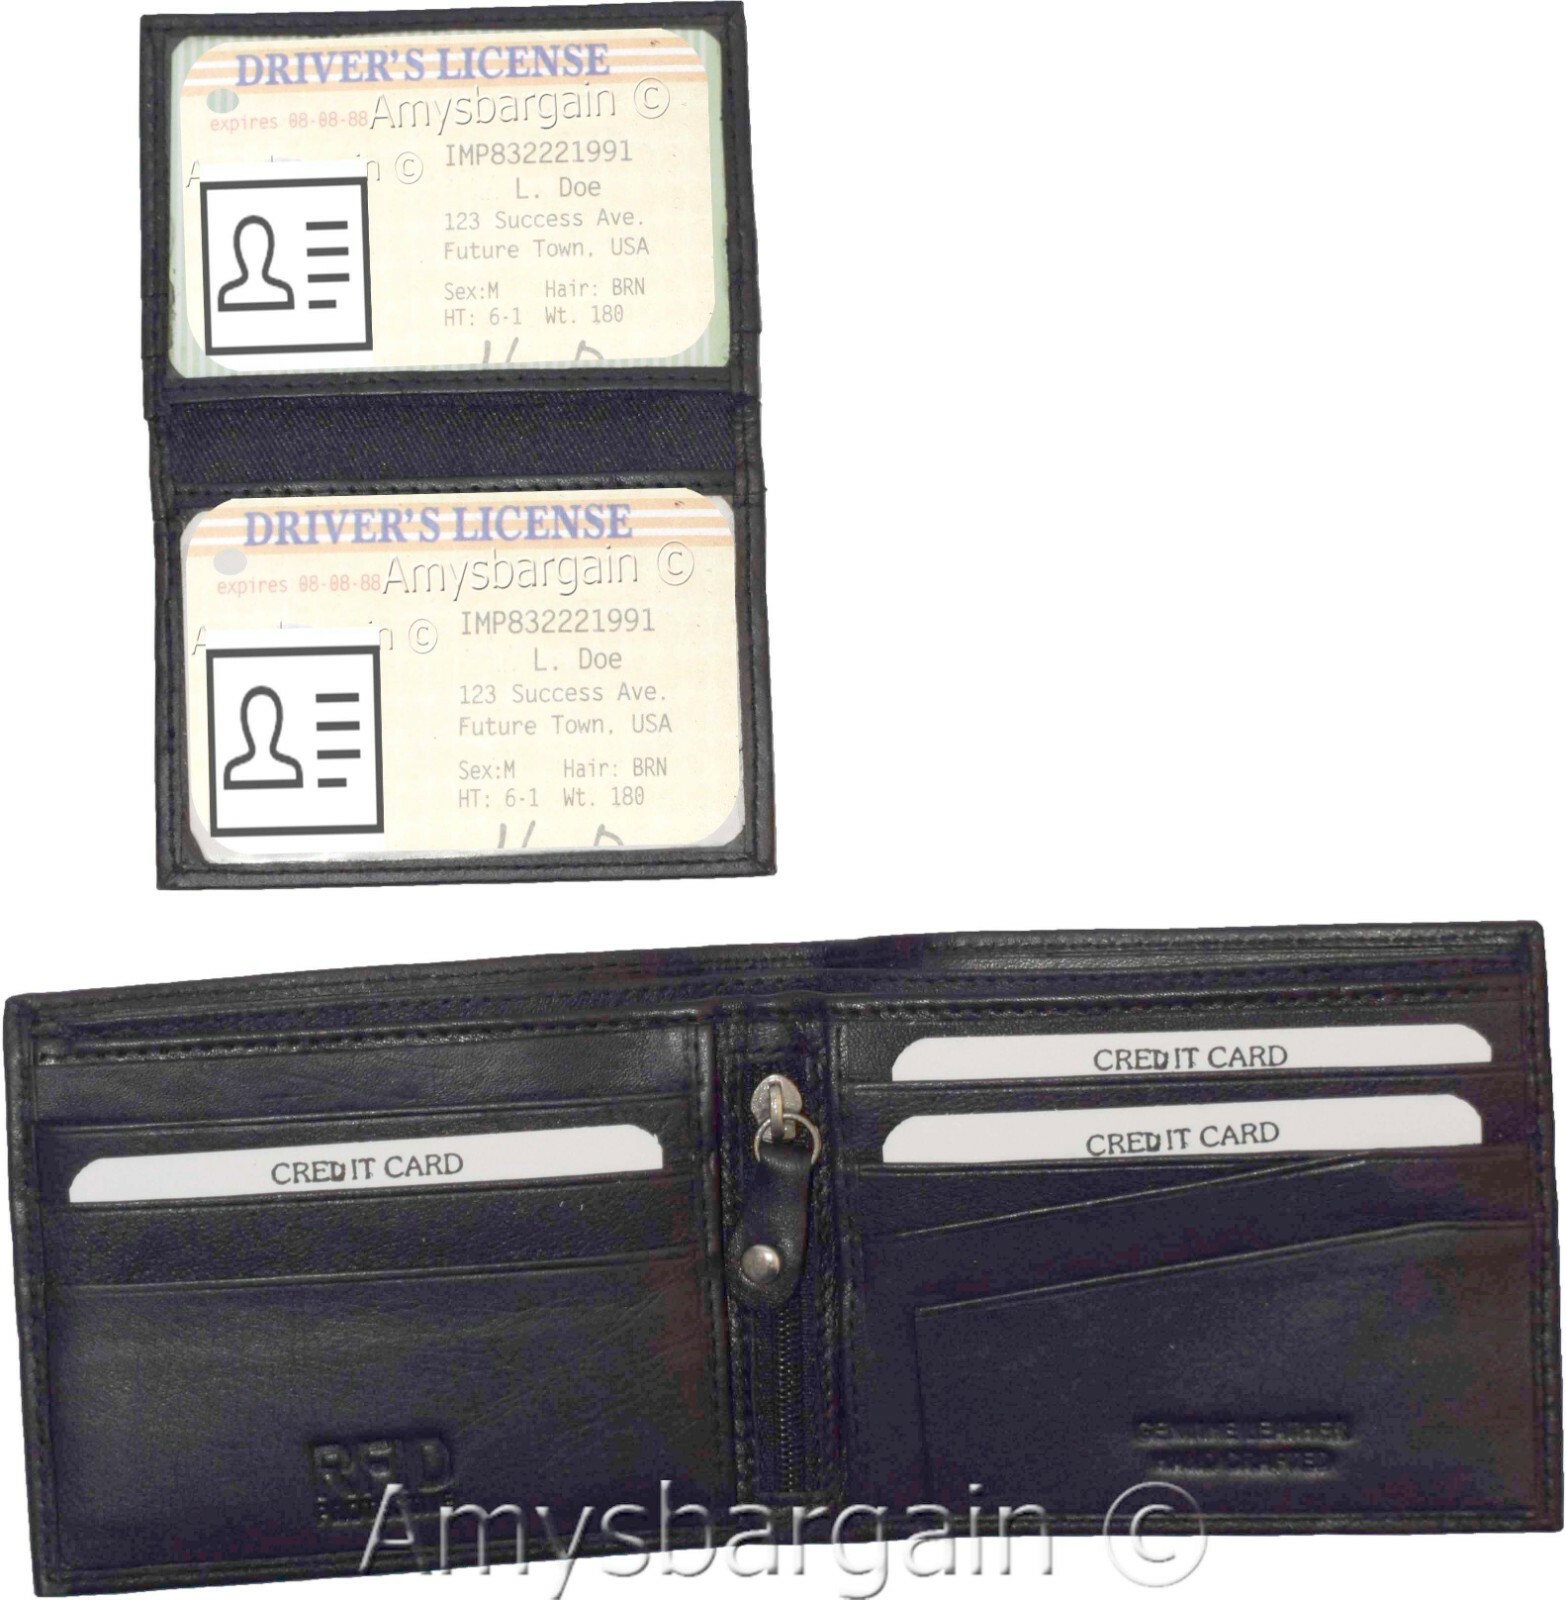 DRIVER'S LICENSE
Amysbargain ©
expires 08-08-88
©
IMP832221991
L. Doe
123 Success Ave.
Future Town, USA
Sex:M Hair: BRN
HT: 6-1 Wt. 180
DRIVER'S LICENSE
Amysbargain ©
expires 08-08-88
©
IMP832221991
L. Doe
123 Success Ave.
Future Town, USA
Sex:M Hair: BRN
HT: 6-1 Wt. 180
CREDIT CARD
CREDIT CARD
CREDIT CARD
GENUINE LEATHER
HAND CRAFTED
RFID
Amysbargain ©